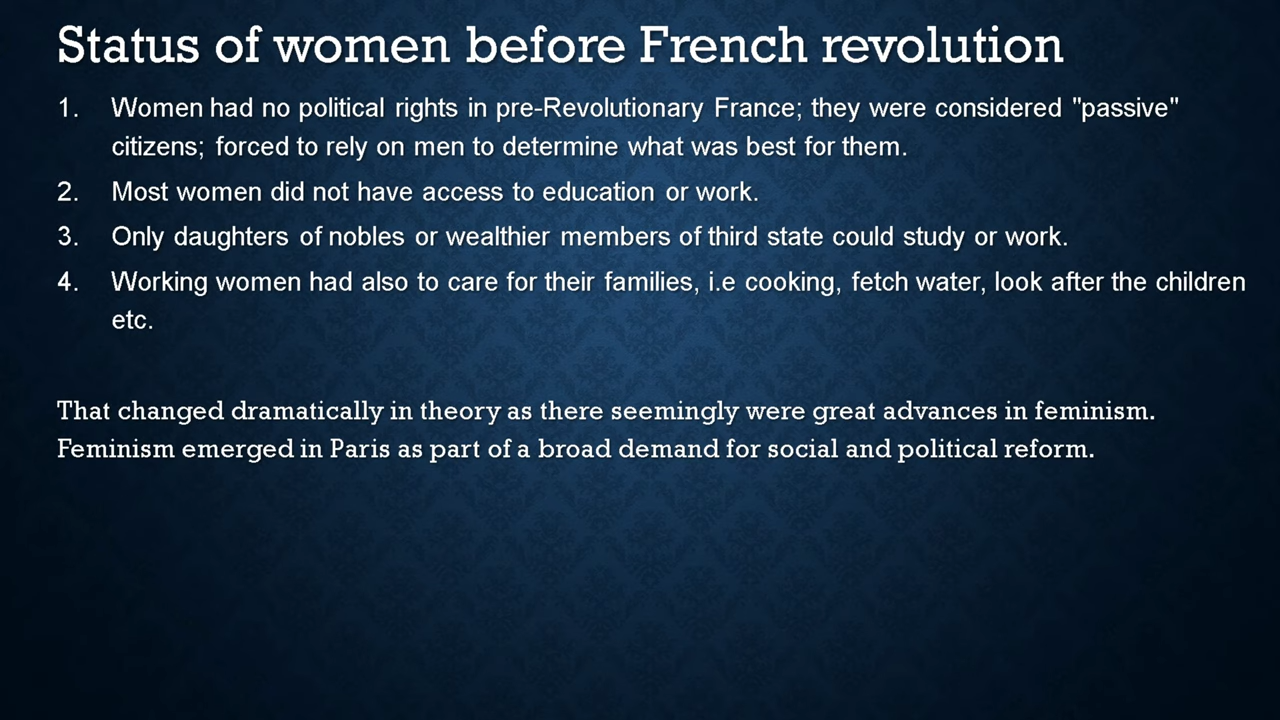 Status of women before French revolution
1. Women had no political rights in pre-Revolutionary France; they were considered "passive"
citizens; forced to rely on men to determine what was best for them.
2. Most women did not have access to education or work.
3. Only daughters of nobles or wealthier members of third state could study or work.
4. Working women had also to care for their families, i.e cooking, fetch water, look after the children
etc.
That changed dramatically in theory as there seemingly were great advances in feminism.
Feminism emerged in Paris as part of a broad demand for social and political reform.